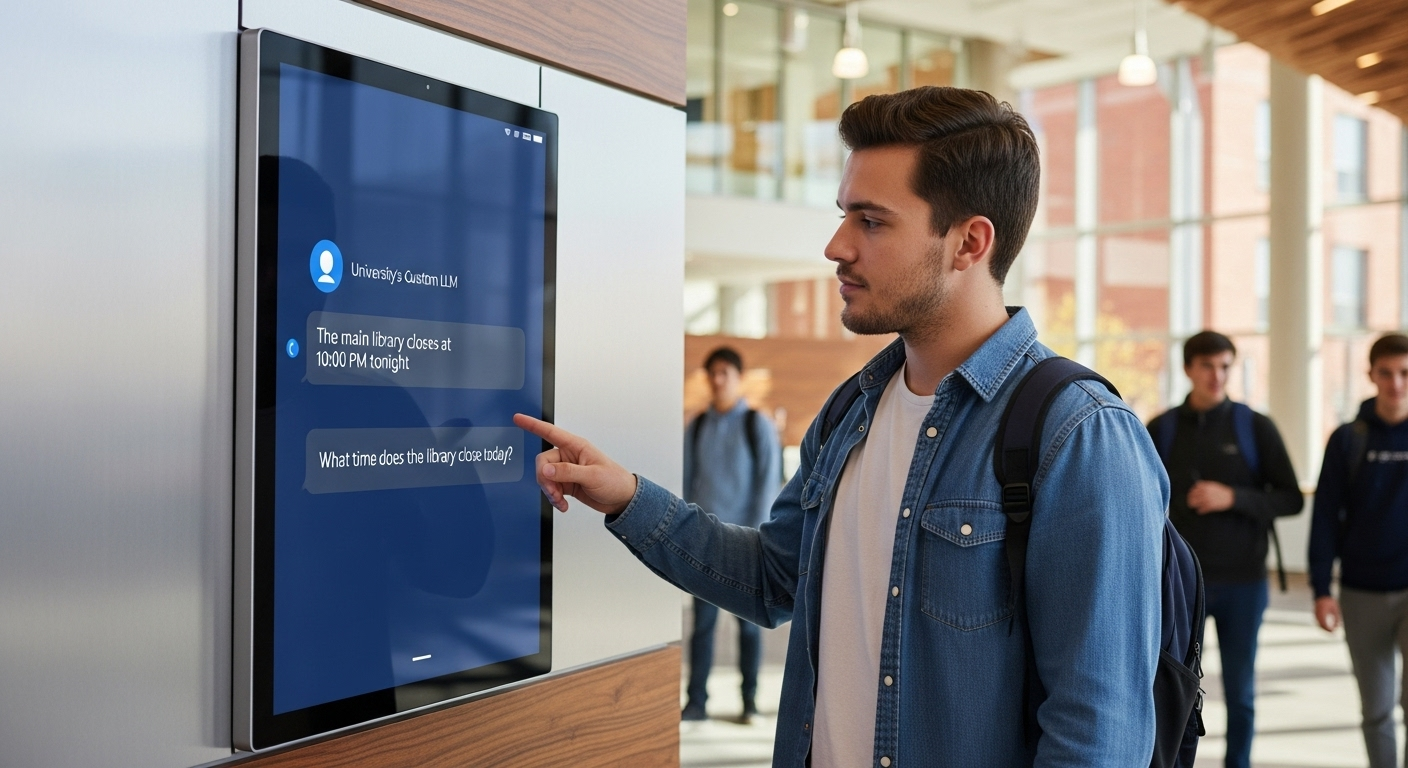 University's Custom LLM
The main library closes at
10:00 PM tonight
What time does the library close today?